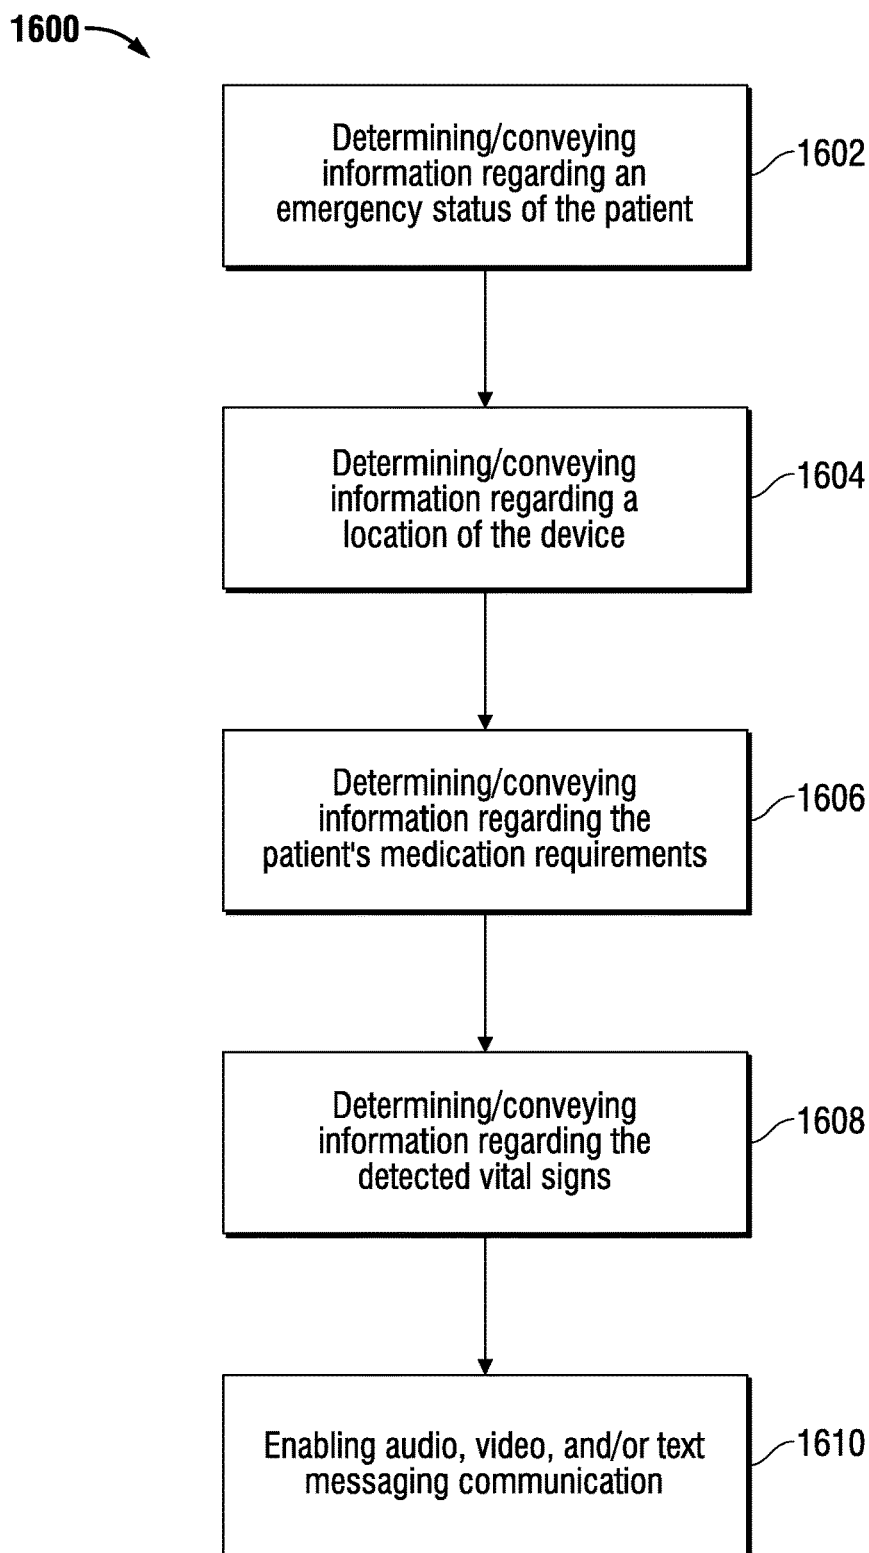 1600
Determining/conveying
information regarding an
emergency status of the patient
1602
Determining/conveying
information regarding a
location of the device
1604
Determining/conveying
information regarding the
patient's medication requirements
1606
Determining/conveying
information regarding the
detected vital signs
1608
Enabling audio, video, and/or text
messaging communication
1610